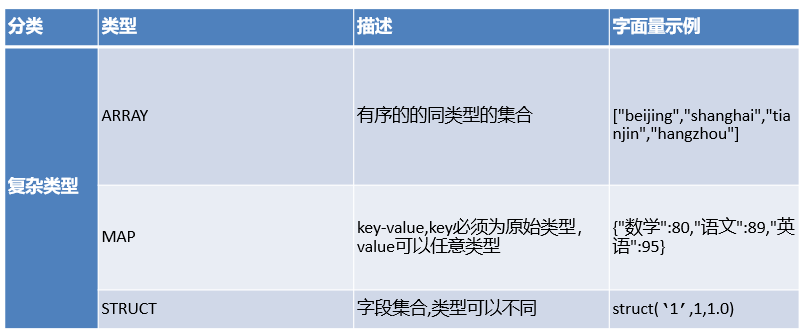 分类 类型 描述 字面量示例
复杂类型
ARRAY 有序的的同类型的集合 ["beijing","shanghai","tia
njin","hangzhou"]
MAP key-value,key必须为原始类型，
value可以任意类型
{"数学":80,"语文":89,"英
语":95}
STRUCT 字段集合,类型可以不同 struct(‘1’,1,1.0)